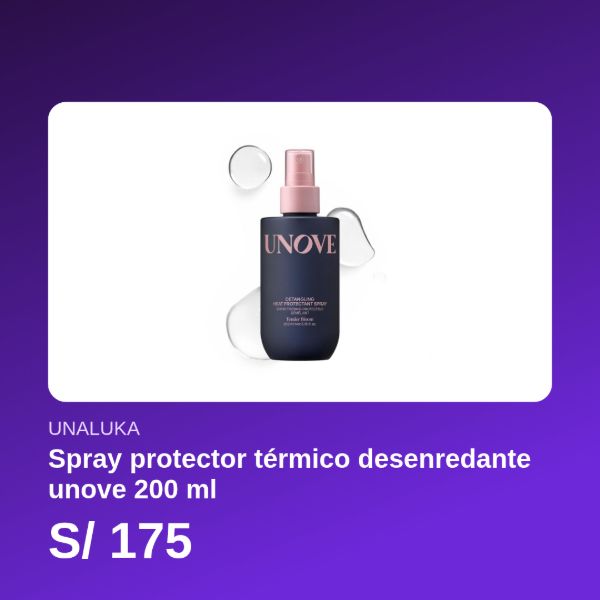 UNOVE
DETANGLING
HEAT PROTECTANT SPRAY
Tender Bloom
UNALUKA
Spray protector térmico desenredante
unove 200 ml
S/ 175